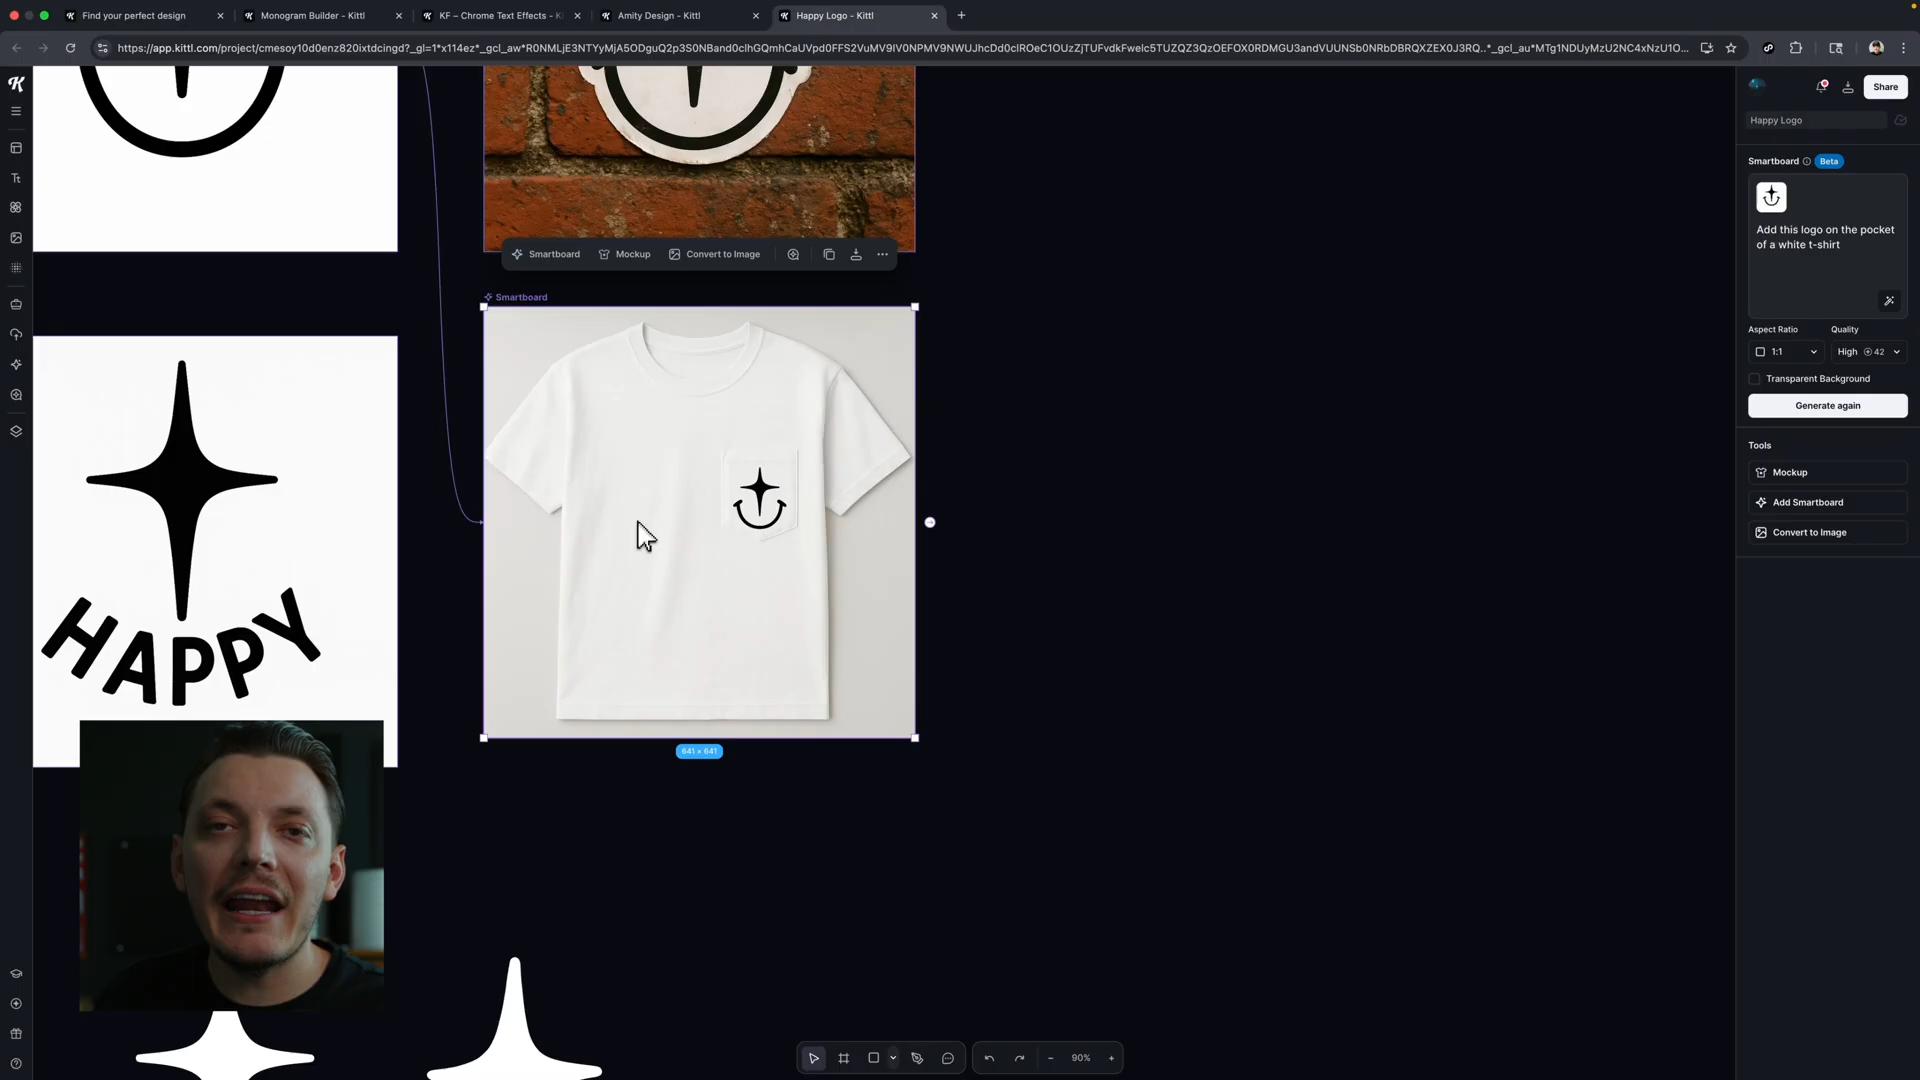 Find your perfect design
Monogram Builder - Kittl
KF – Chrome Text Effects - K
Amity Design - Kittl
Happy Logo - Kittl
Share
Happy Logo
Smartboard
Beta
Add this logo on the pocket
of a white t-shirt
Aspect Ratio
Quality
1:1
High
42
Transparent Background
Generate again
Tools
Mockup
Add Smartboard
Convert to Image
Smartboard
Mockup
Convert to Image
Smartboard
HAPPY
641 × 641
90%